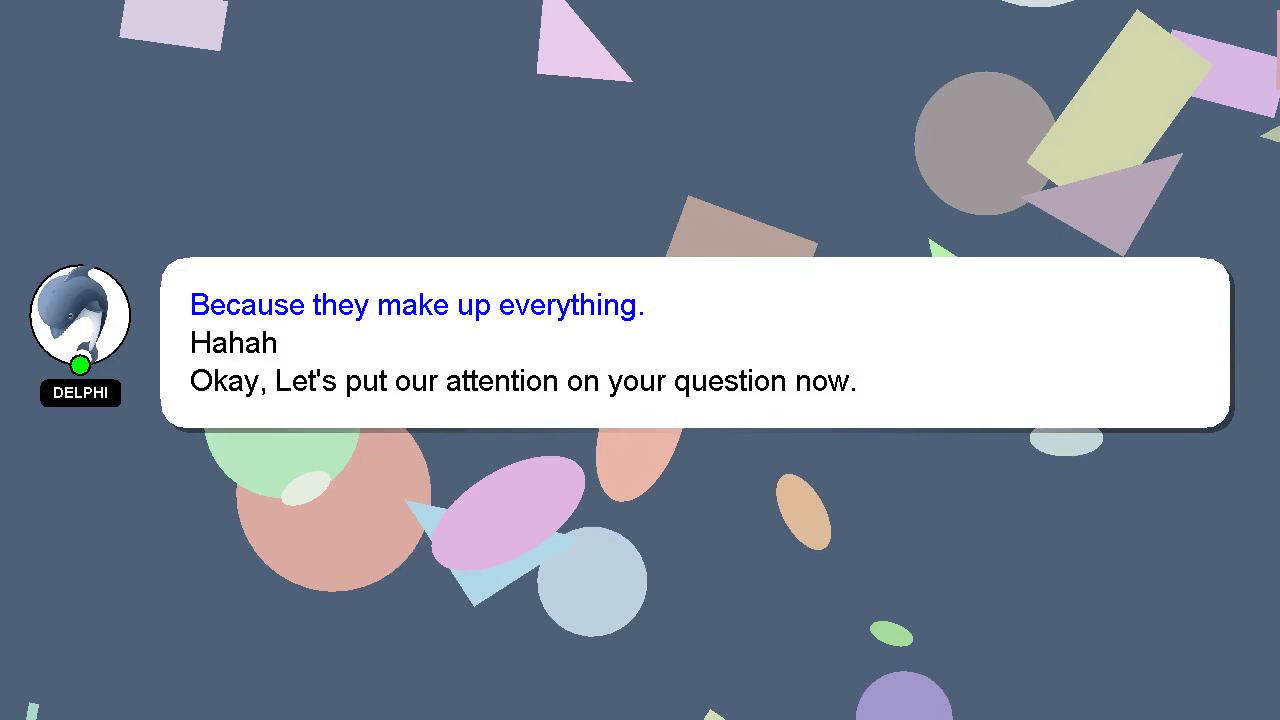 Because they make up everything.
Hahah
Okay, Let's put our attention on your question now.
DELPHI